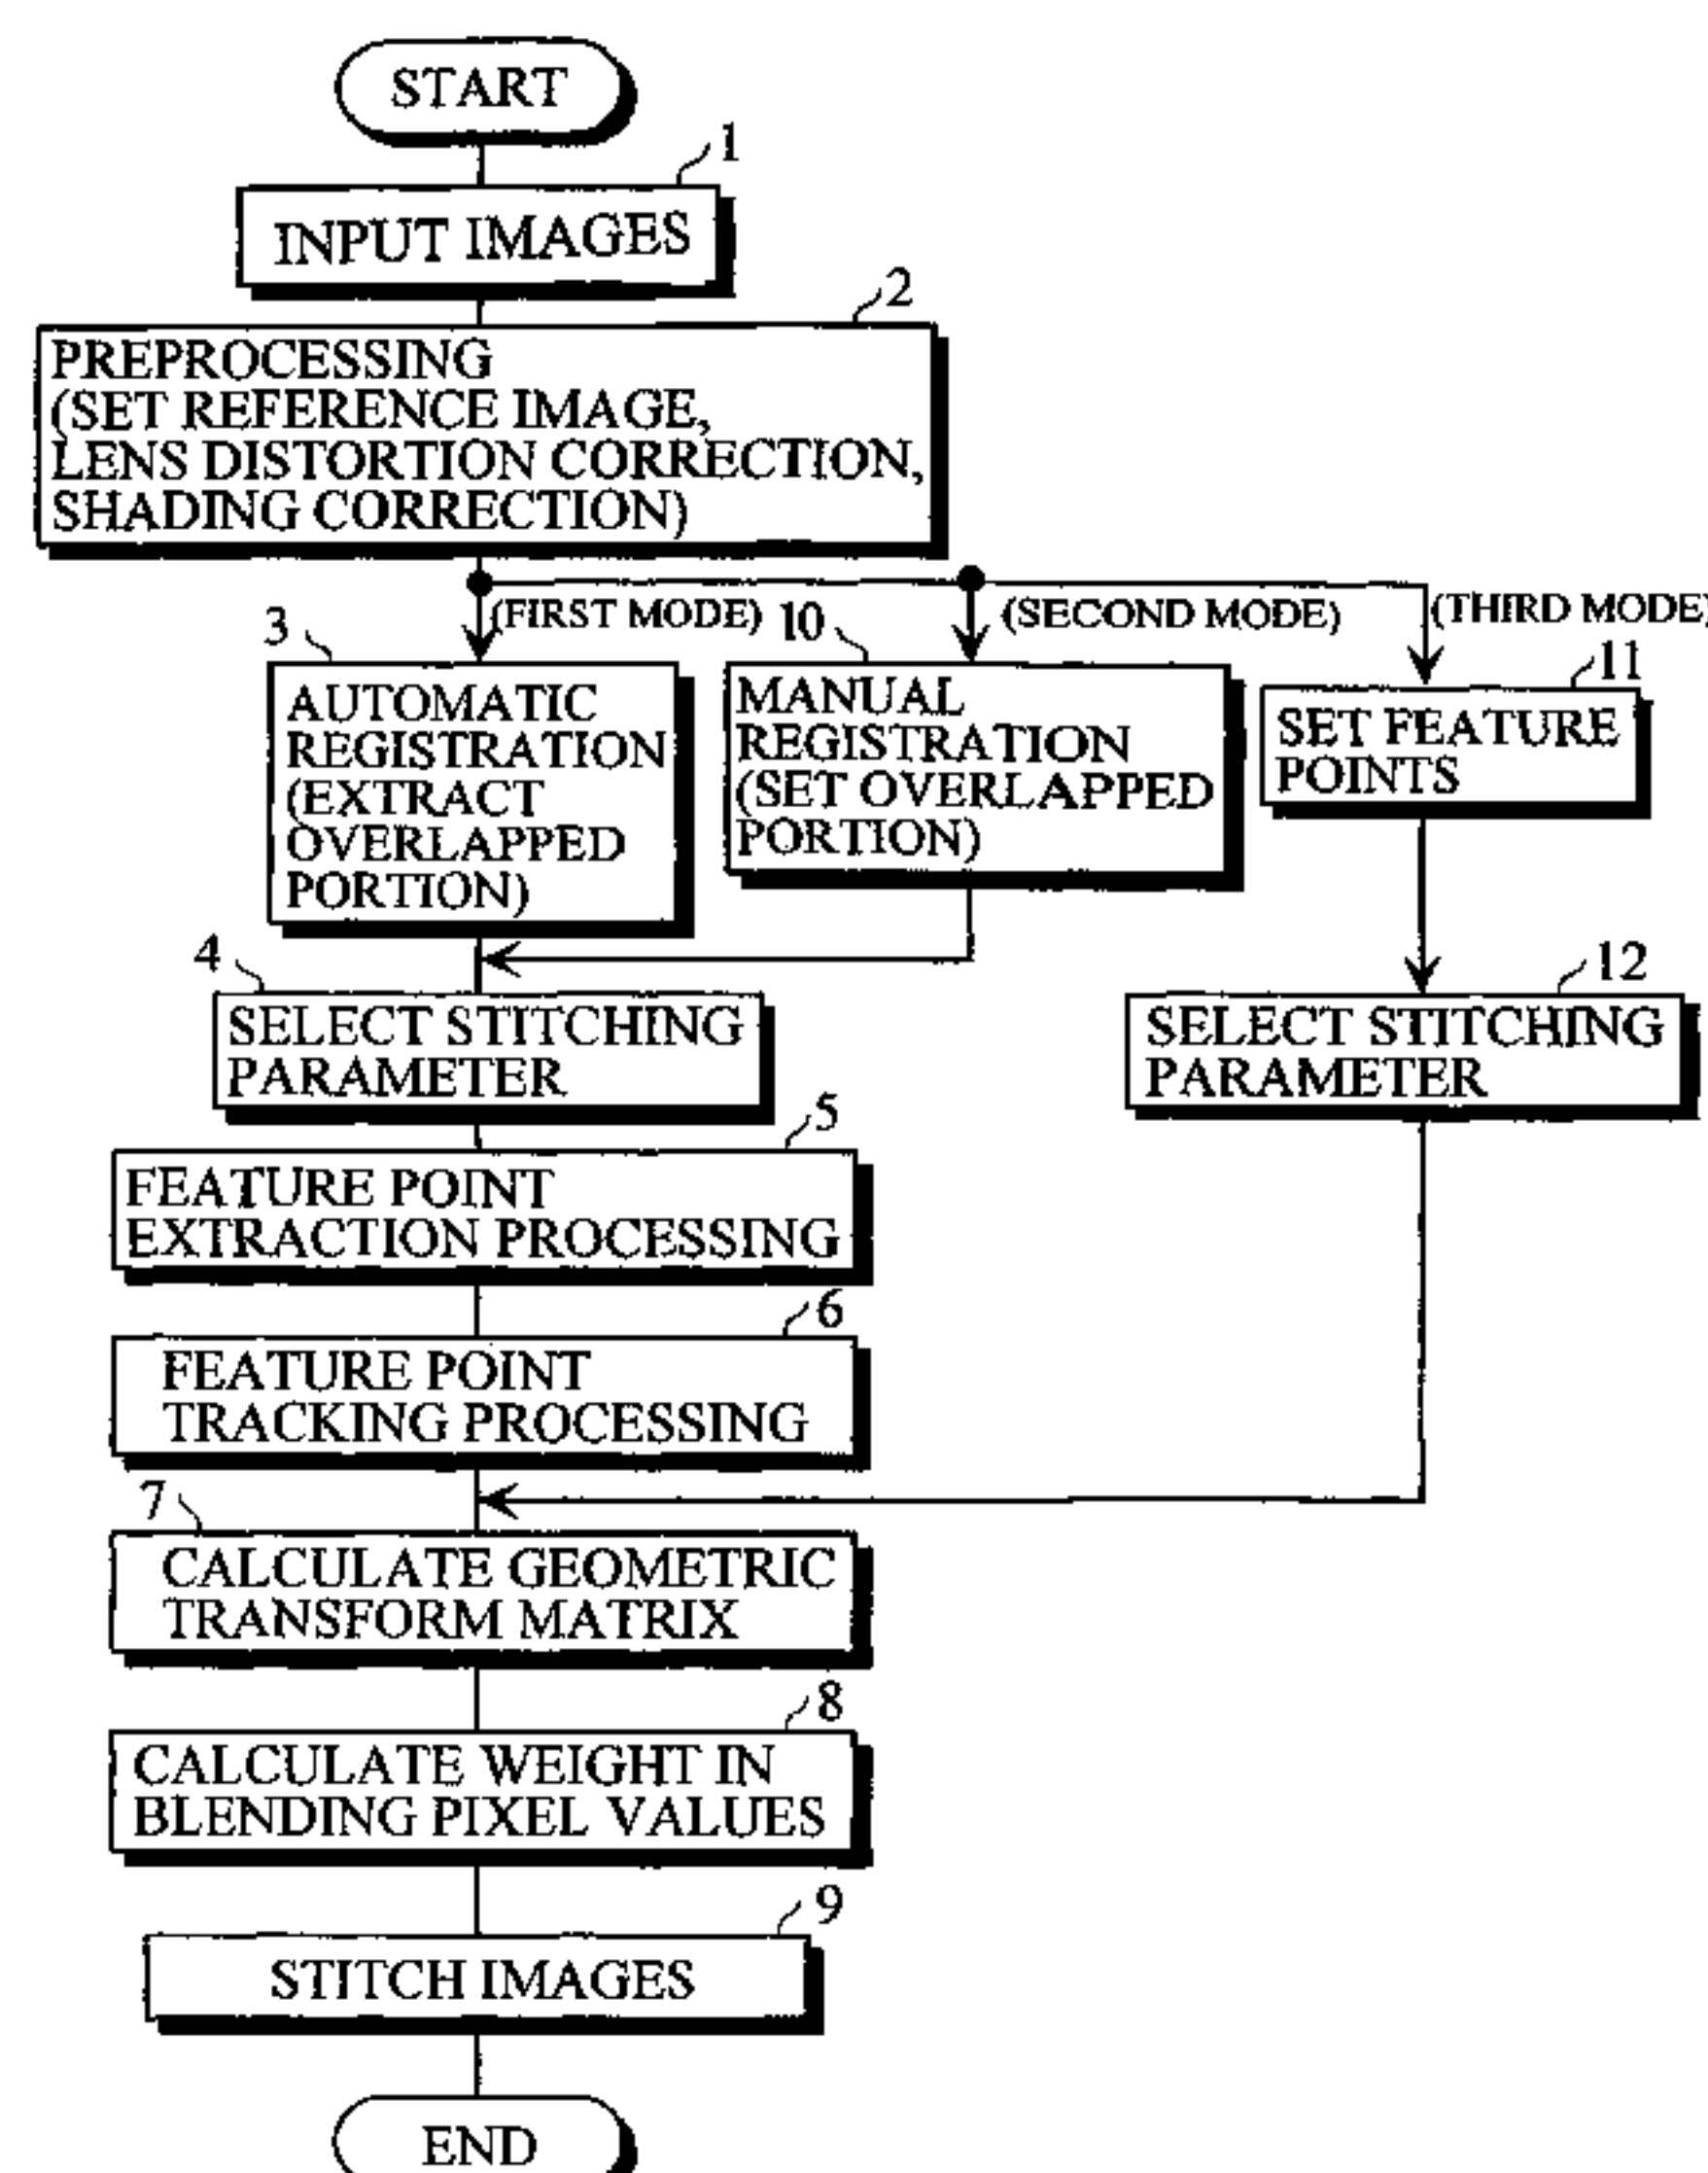 START
1
INPUT IMAGES
2
PREPROCESSING
(SET REFERENCE IMAGE,
LENS DISTORTION CORRECTION,
SHADING CORRECTION)
(FIRST MODE)
(SECOND MODE)
(THIRD MODE)
3
AUTOMATIC
REGISTRATION
(EXTRACT
OVERLAPPED
PORTION)
10
MANUAL
REGISTRATION
(SET OVERLAPPED
PORTION)
11
SET FEATURE
POINTS
4
SELECT STITCHING
PARAMETER
12
SELECT STITCHING
PARAMETER
5
FEATURE POINT
EXTRACTION PROCESSING
6
FEATURE POINT
TRACKING PROCESSING
7
CALCULATE GEOMETRIC
TRANSFORM MATRIX
8
CALCULATE WEIGHT IN
BLENDING PIXEL VALUES
9
STITCH IMAGES
END